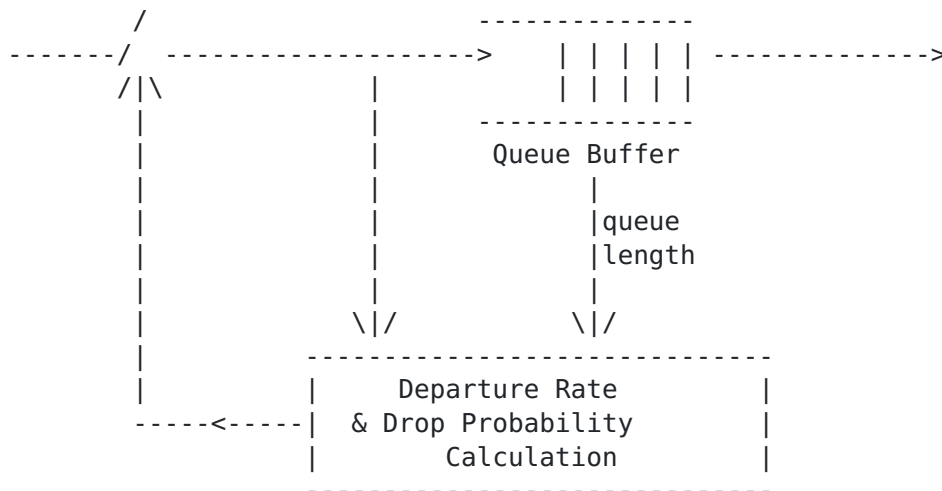 Queue Buffer
queue
length
Departure Rate
& Drop Probability
Calculation